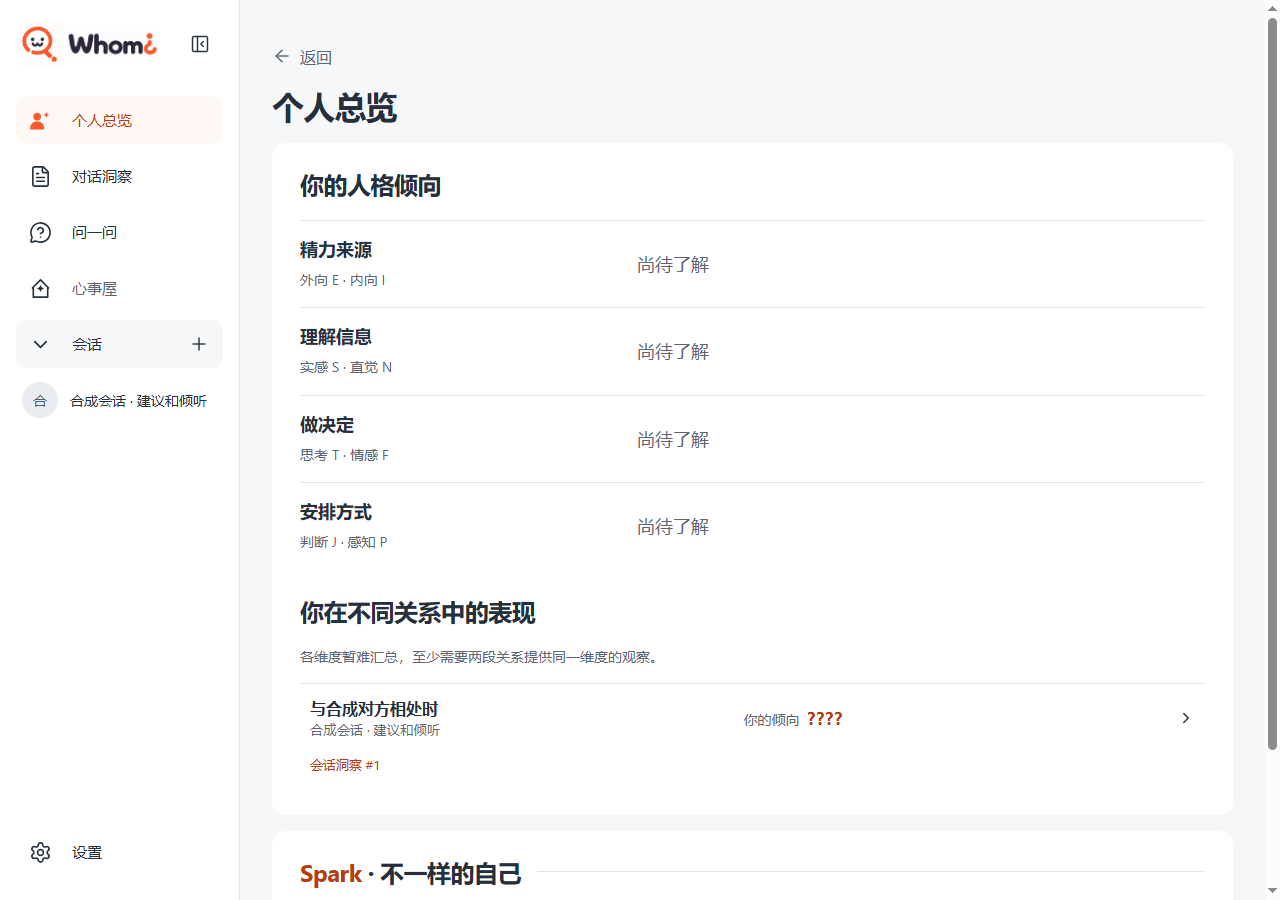 Whomi
个人总览
对话洞察
问一问
心事屋
会话
合 合成会话 · 建议和倾听
设置
返回
个人总览
你的人格倾向
精力来源
外向 E · 内向 I
尚待了解
理解信息
实感 S · 直觉 N
尚待了解
做决定
思考 T · 情感 F
尚待了解
安排方式
判断 J · 感知 P
尚待了解
你在不同关系中的表现
各维度暂难汇总，至少需要两段关系提供同一维度的观察。
与合成对方相处时
合成会话 · 建议和倾听
你的倾向 ????
会话洞察 #1
Spark · 不一样的自己